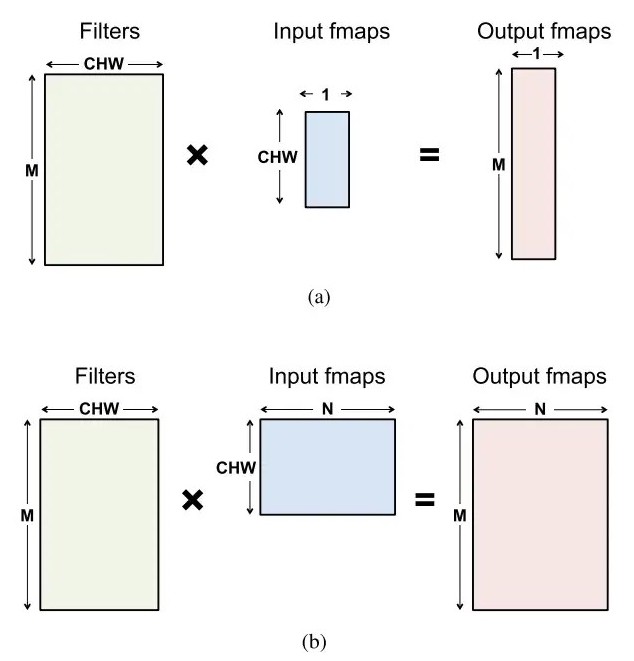 Filters Input fmaps Output fmaps
CHW 1 1
M × CHW = M
(a)
Filters Input fmaps Output fmaps
CHW N N
M × CHW = M
(b)